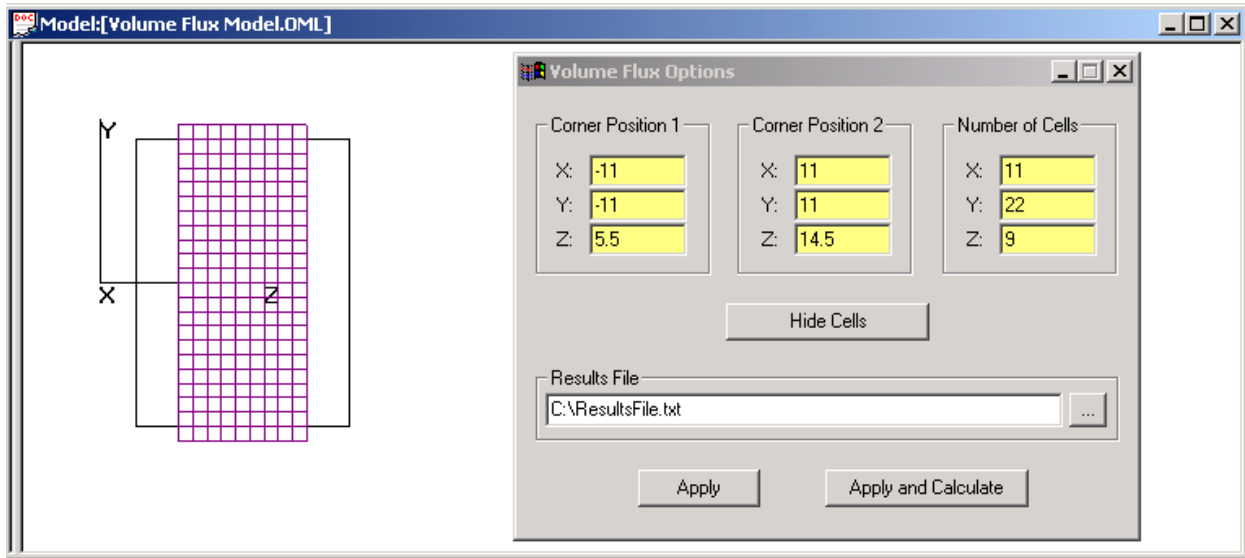 DOC
Model:[Volume Flux Model.OML]
Y
X
Z
Volume Flux Options
Corner Position 1
X: -11
Y: -11
Z: 5.5
Corner Position 2
X: 11
Y: 11
Z: 14.5
Number of Cells
X: 11
Y: 22
Z: 9
Hide Cells
Results File
C:\ResultsFile.txt
...
Apply
Apply and Calculate